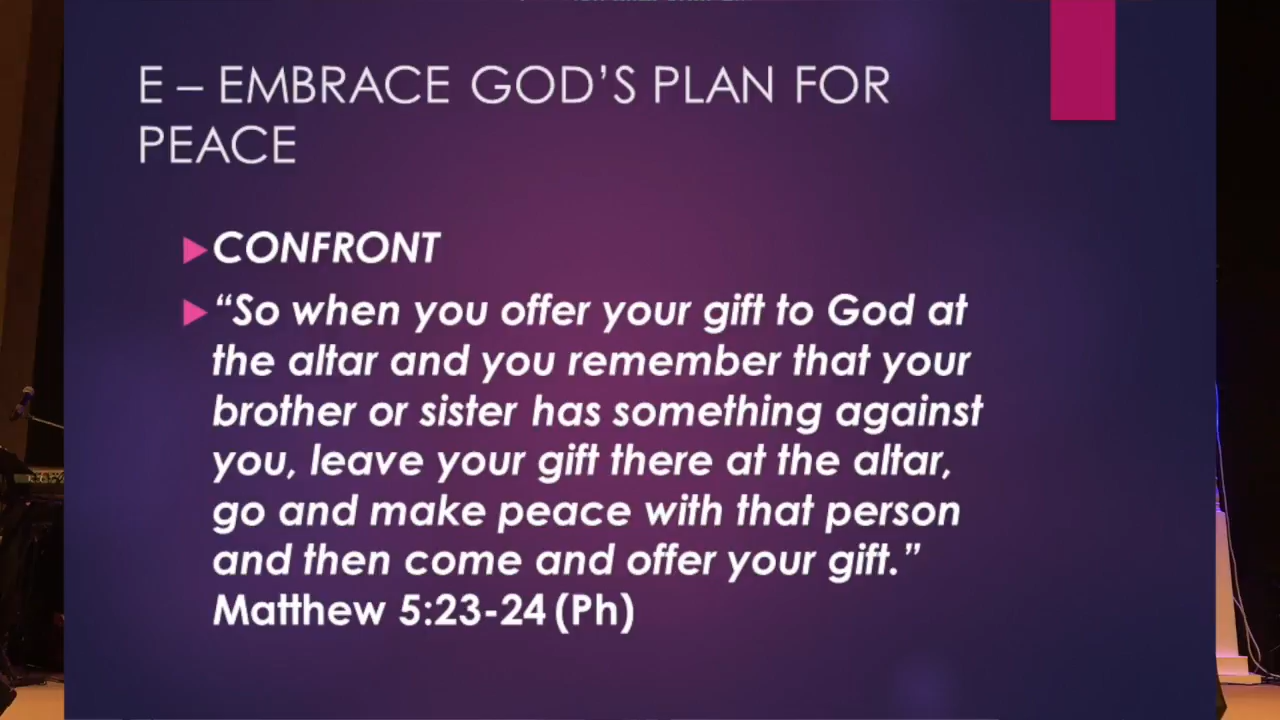 E – EMBRACE GOD’S PLAN FOR
PEACE
CONFRONT
“So when you offer your gift to God at
the altar and you remember that your
brother or sister has something against
you, leave your gift there at the altar,
go and make peace with that person
and then come and offer your gift.”
Matthew 5:23-24 (Ph)